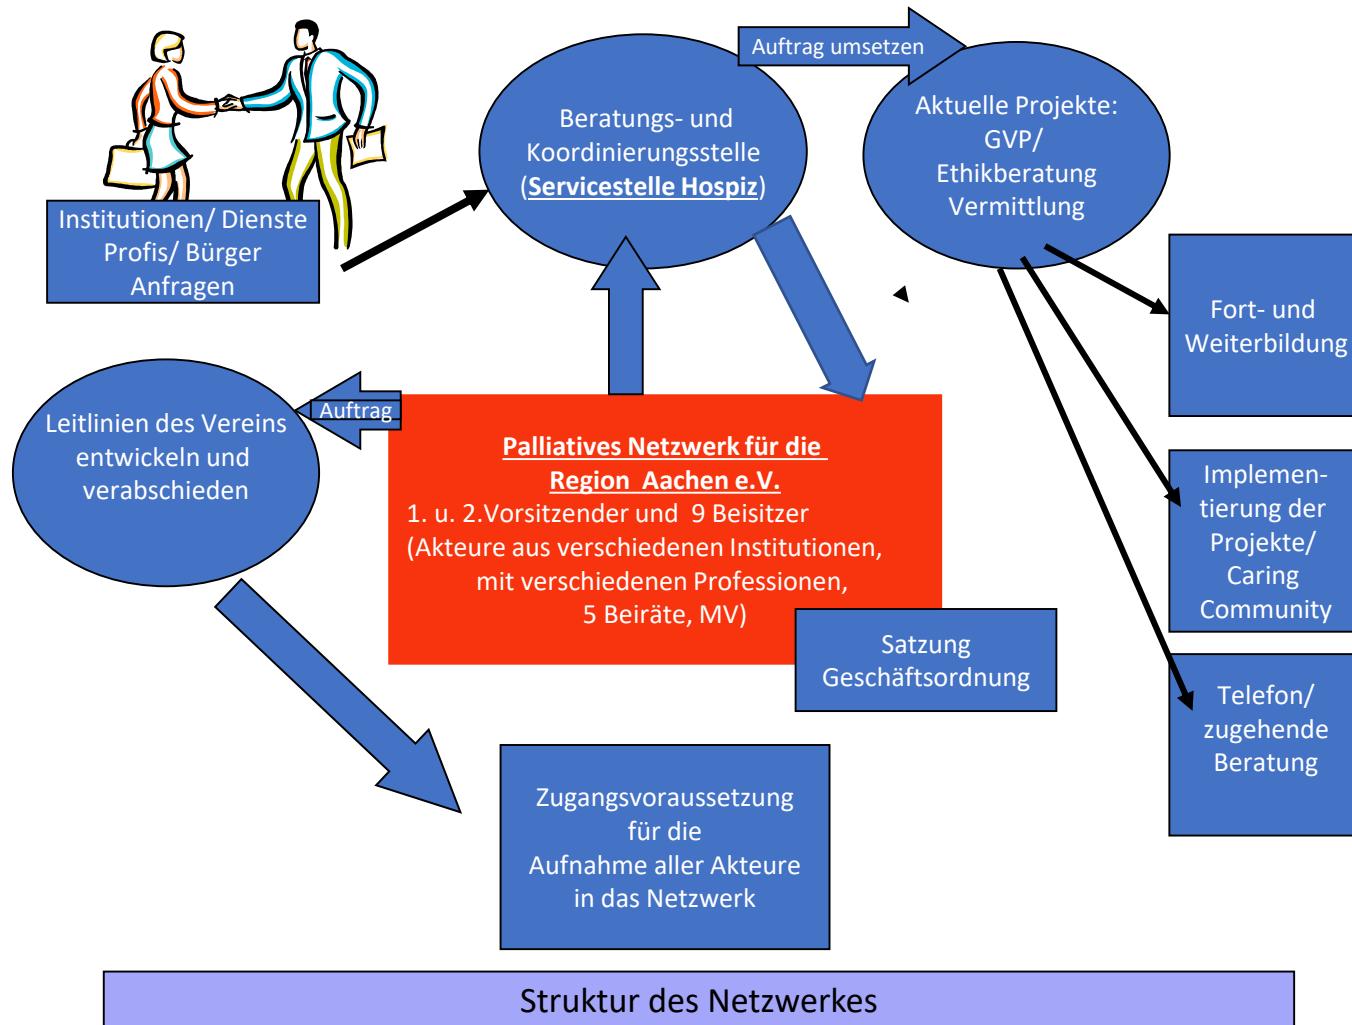 Institutionen/ Dienste
Profis/ Bürger
Anfragen
Beratungs- und
Koordinierungsstelle
(Servicestelle Hospiz)
Auftrag umsetzen
Aktuelle Projekte:
GVP/
Ethikberatung
Vermittlung
Fort- und
Weiterbildung
Implemen-
tierung der
Projekte/
Caring
Community
Telefon/
zugehende
Beratung
Auftrag
Leitlinien des Vereins
entwickeln und
verabschieden
Palliatives Netzwerk für die
Region Aachen e.V.
1. u. 2.Vorsitzender und 9 Beisitzer
(Akteure aus verschiedenen Institutionen,
mit verschiedenen Professionen,
5 Beiräte, MV)
Satzung
Geschäftsordnung
Zugangsvoraussetzung
für die
Aufnahme aller Akteure
in das Netzwerk
Struktur des Netzwerkes